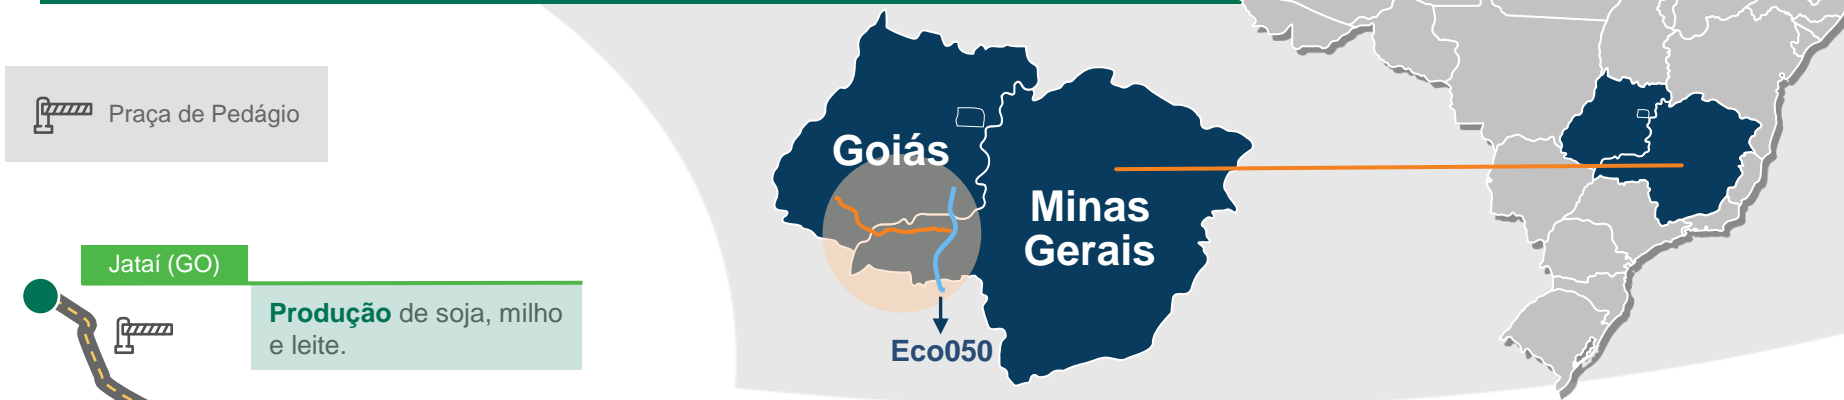 Praça de Pedágio
Goiás
Minas
Gerais
Jataí (GO)
Produção de soja, milho
e leite.
Eco050